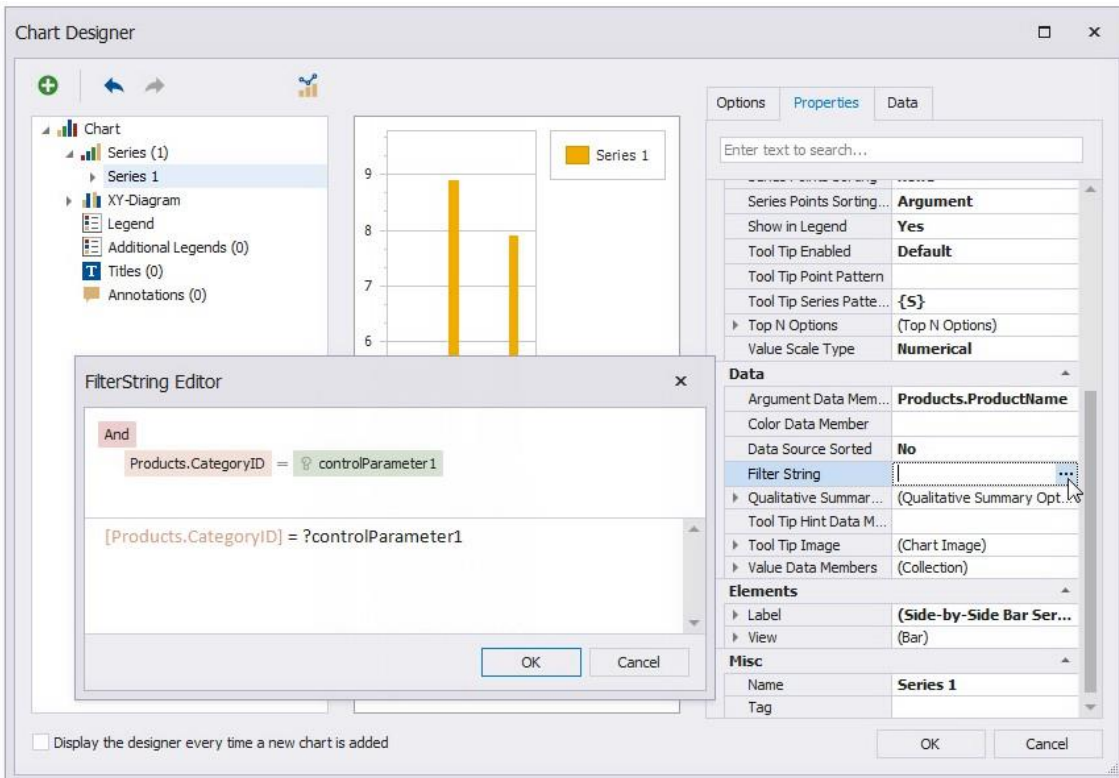 Chart Designer
Chart
Series (1)
Series 1
XY-Diagram
Legend
Additional Legends (0)
T Titles (0)
Annotations (0)
9
8
7
6
Series 1
Options Properties Data
Enter text to search...
Series Points Sorting... Argument
Show in Legend Yes
Tool Tip Enabled Default
Tool Tip Point Pattern
Tool Tip Series Patte... {S}
Top N Options (Top N Options)
Value Scale Type Numerical
Data
Argument Data Mem... Products.ProductName
Color Data Member
Data Source Sorted No
Filter String ...
Qualitative Summar... (Qualitative Summary Opt...
Tool Tip Hint Data M...
Tool Tip Image (Chart Image)
Value Data Members (Collection)
Elements
Label (Side-by-Side Bar Ser...
View (Bar)
Misc
Name Series 1
Tag
FilterString Editor
And
Products.CategoryID = controlParameter1
[Products.CategoryID] = ?controlParameter1
OK Cancel
Display the designer every time a new chart is added
OK Cancel